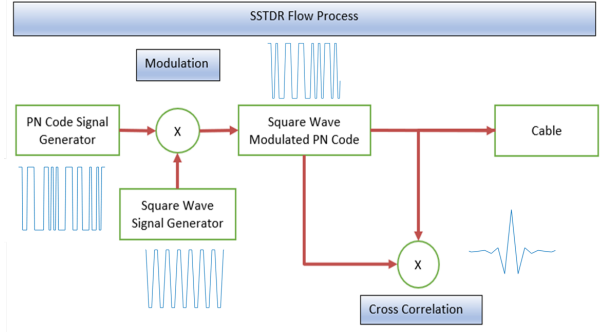 SSTDR Flow Process
Modulation
PN Code Signal
Generator
X
Square Wave
Modulated PN Code
Cable
Square Wave
Signal Generator
X
Cross Correlation